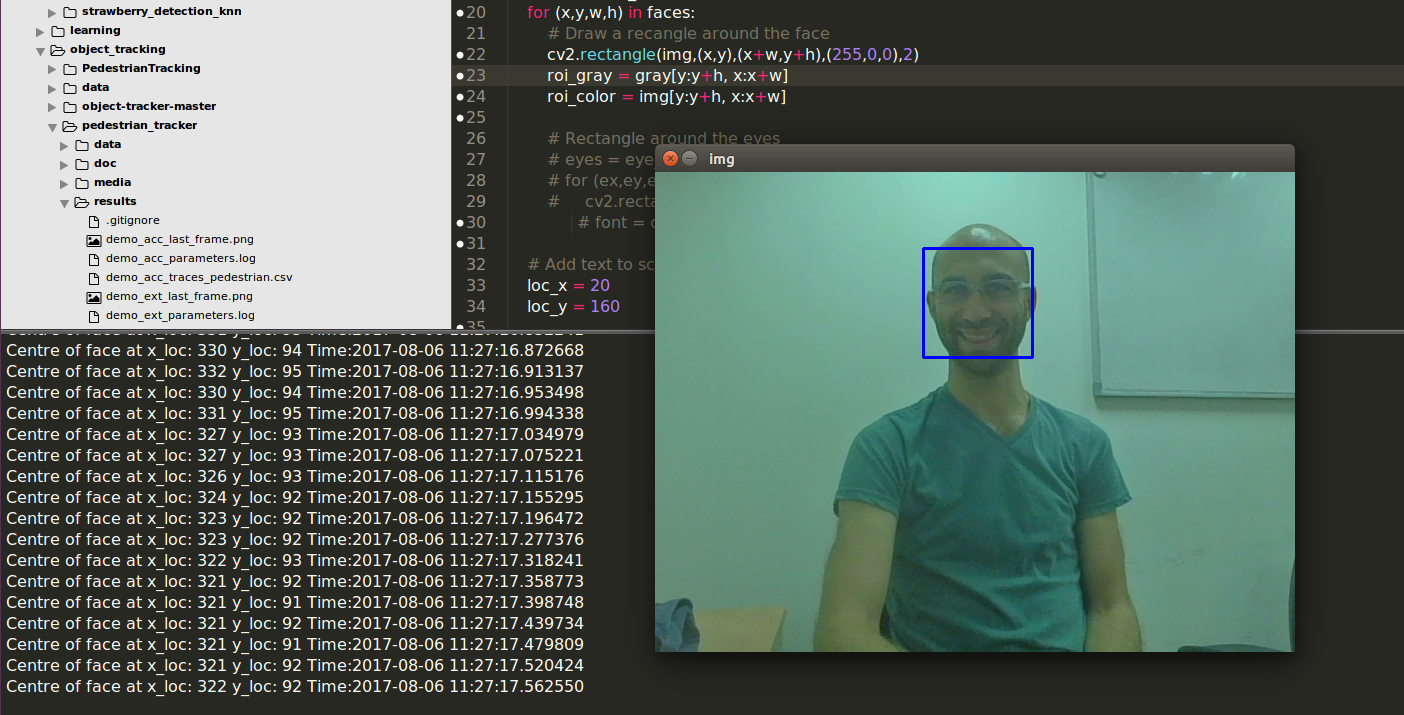 strawberry_detection_knn
learning
object_tracking
PedestrianTracking
data
object-tracker-master
pedestrian_tracker
data
doc
media
results
.gitignore
demo_acc_last_frame.png
demo_acc_parameters.log
demo_acc_traces_pedestrian.csv
demo_ext_last_frame.png
demo_ext_parameters.log
20 for (x,y,w,h) in faces:
21 # Draw a recangle around the face
22 cv2.rectangle(img,(x,y),(x+w,y+h),(255,0,0),2)
23 roi_gray = gray[y:y+h, x:x+w]
24 roi_color = img[y:y+h, x:x+w]
25
26 # Rectangle around the eyes
27 # eyes = eye
28 # for (ex,ey,e
29 # cv2.recta
30 # font = c
31
32 # Add text to sc
33 loc_x = 20
34 loc_y = 160
35
img
Centre of face at x_loc: 330 y_loc: 94 Time:2017-08-06 11:27:16.872668
Centre of face at x_loc: 332 y_loc: 95 Time:2017-08-06 11:27:16.913137
Centre of face at x_loc: 330 y_loc: 94 Time:2017-08-06 11:27:16.953498
Centre of face at x_loc: 331 y_loc: 95 Time:2017-08-06 11:27:16.994338
Centre of face at x_loc: 327 y_loc: 93 Time:2017-08-06 11:27:17.034979
Centre of face at x_loc: 327 y_loc: 93 Time:2017-08-06 11:27:17.075221
Centre of face at x_loc: 326 y_loc: 93 Time:2017-08-06 11:27:17.115176
Centre of face at x_loc: 324 y_loc: 92 Time:2017-08-06 11:27:17.155295
Centre of face at x_loc: 323 y_loc: 92 Time:2017-08-06 11:27:17.196472
Centre of face at x_loc: 323 y_loc: 92 Time:2017-08-06 11:27:17.277376
Centre of face at x_loc: 322 y_loc: 93 Time:2017-08-06 11:27:17.318241
Centre of face at x_loc: 321 y_loc: 92 Time:2017-08-06 11:27:17.358773
Centre of face at x_loc: 321 y_loc: 91 Time:2017-08-06 11:27:17.398748
Centre of face at x_loc: 321 y_loc: 92 Time:2017-08-06 11:27:17.439734
Centre of face at x_loc: 321 y_loc: 91 Time:2017-08-06 11:27:17.479809
Centre of face at x_loc: 321 y_loc: 92 Time:2017-08-06 11:27:17.520424
Centre of face at x_loc: 322 y_loc: 92 Time:2017-08-06 11:27:17.562550